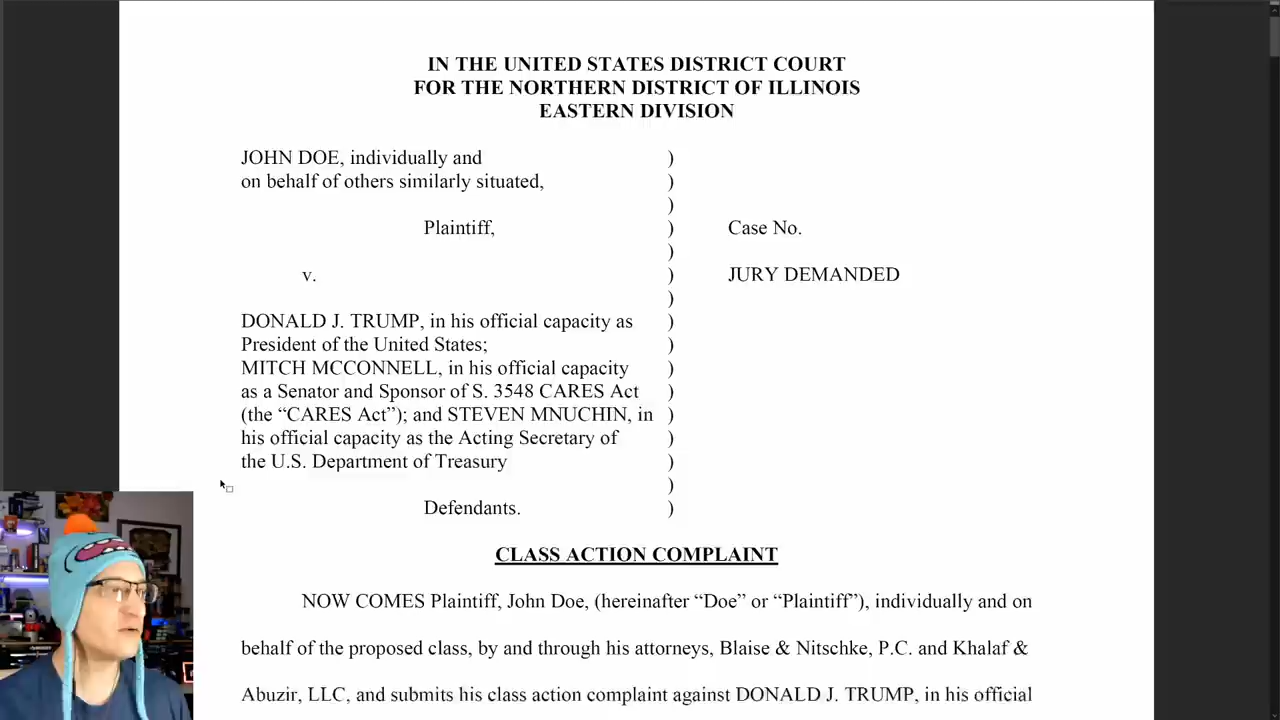 IN THE UNITED STATES DISTRICT COURT
FOR THE NORTHERN DISTRICT OF ILLINOIS
EASTERN DIVISION
JOHN DOE, individually and )
on behalf of others similarly situated, )
)
Plaintiff, ) Case No.
)
v. ) JURY DEMANDED
)
DONALD J. TRUMP, in his official capacity as )
President of the United States; )
MITCH MCCONNELL, in his official capacity )
as a Senator and Sponsor of S. 3548 CARES Act )
(the “CARES Act”); and STEVEN MNUCHIN, in )
his official capacity as the Acting Secretary of )
the U.S. Department of Treasury )
)
Defendants. )
CLASS ACTION COMPLAINT
NOW COMES Plaintiff, John Doe, (hereinafter “Doe” or “Plaintiff”), individually and on
behalf of the proposed class, by and through his attorneys, Blaise & Nitschke, P.C. and Khalaf &
Abuzir, LLC, and submits his class action complaint against DONALD J. TRUMP, in his official